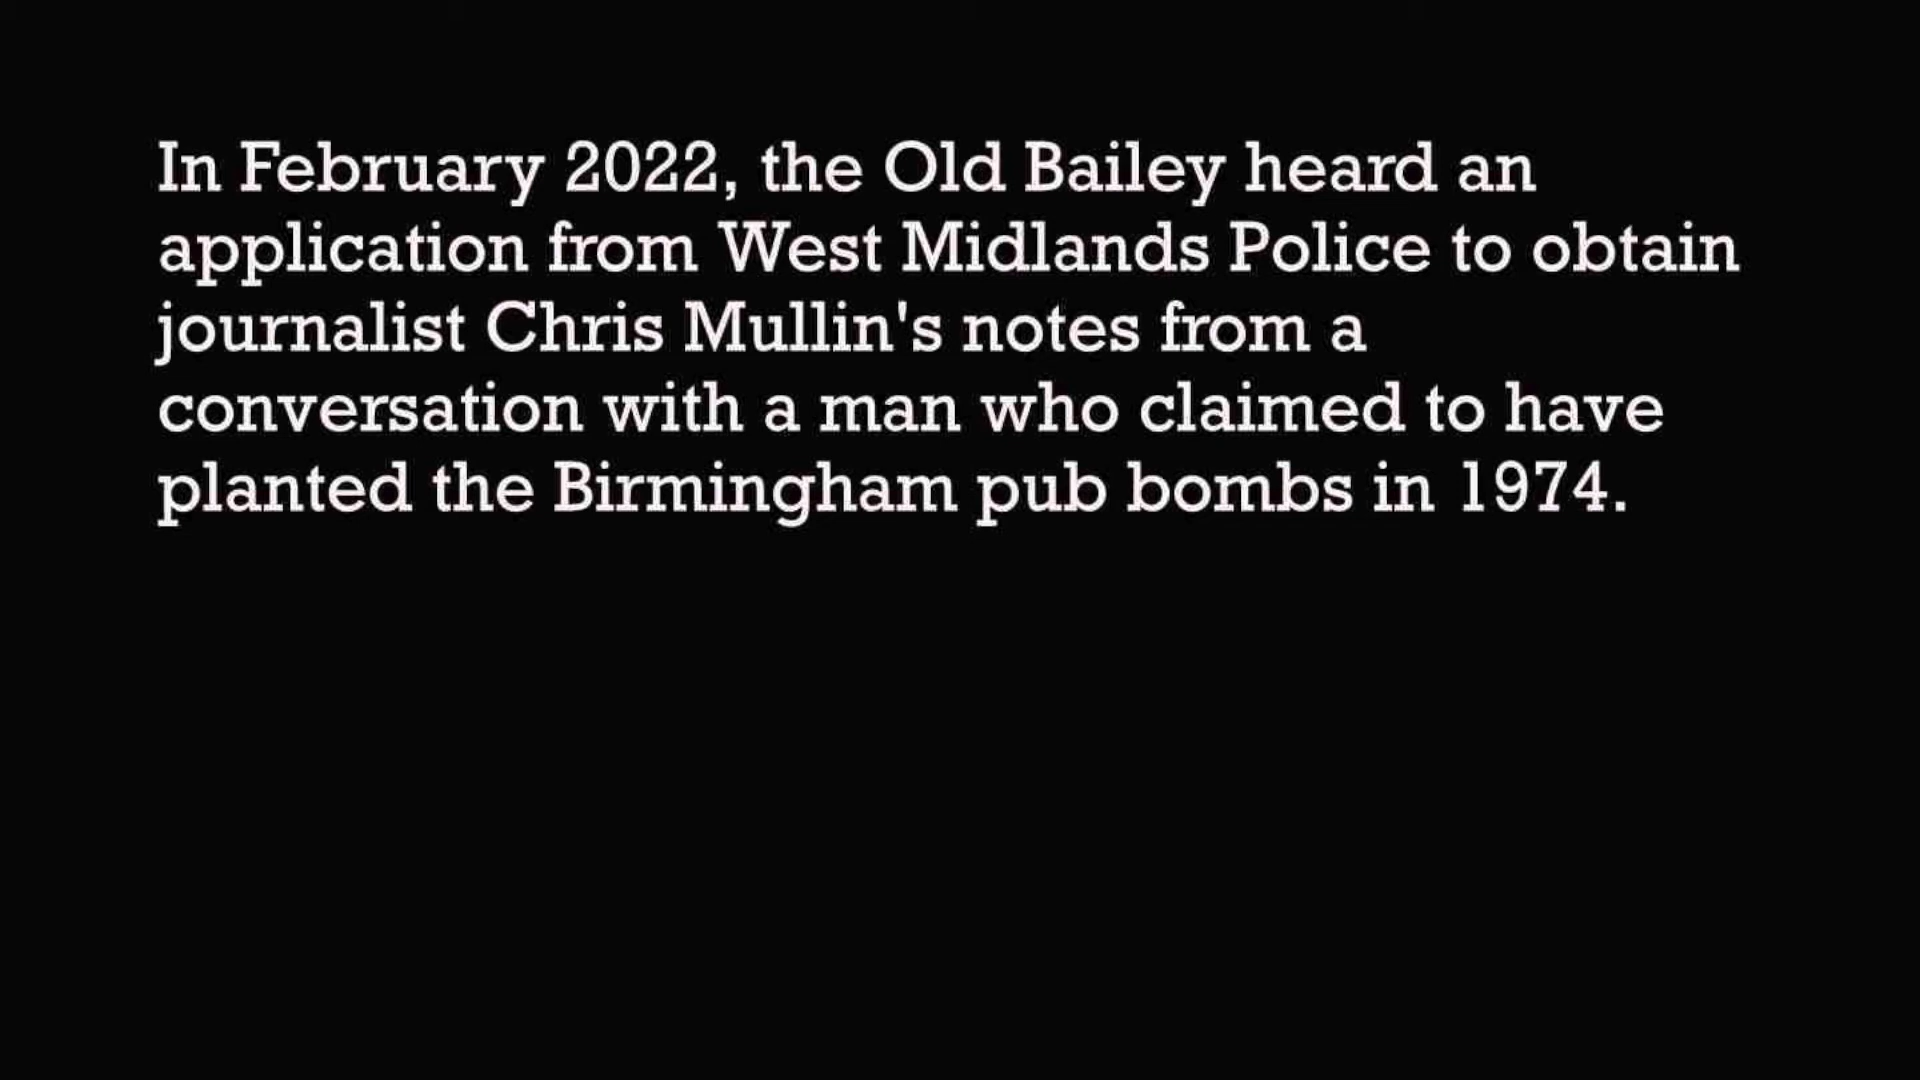 In February 2022, the Old Bailey heard an
application from West Midlands Police to obtain
journalist Chris Mullin's notes from a
conversation with a man who claimed to have
planted the Birmingham pub bombs in 1974.